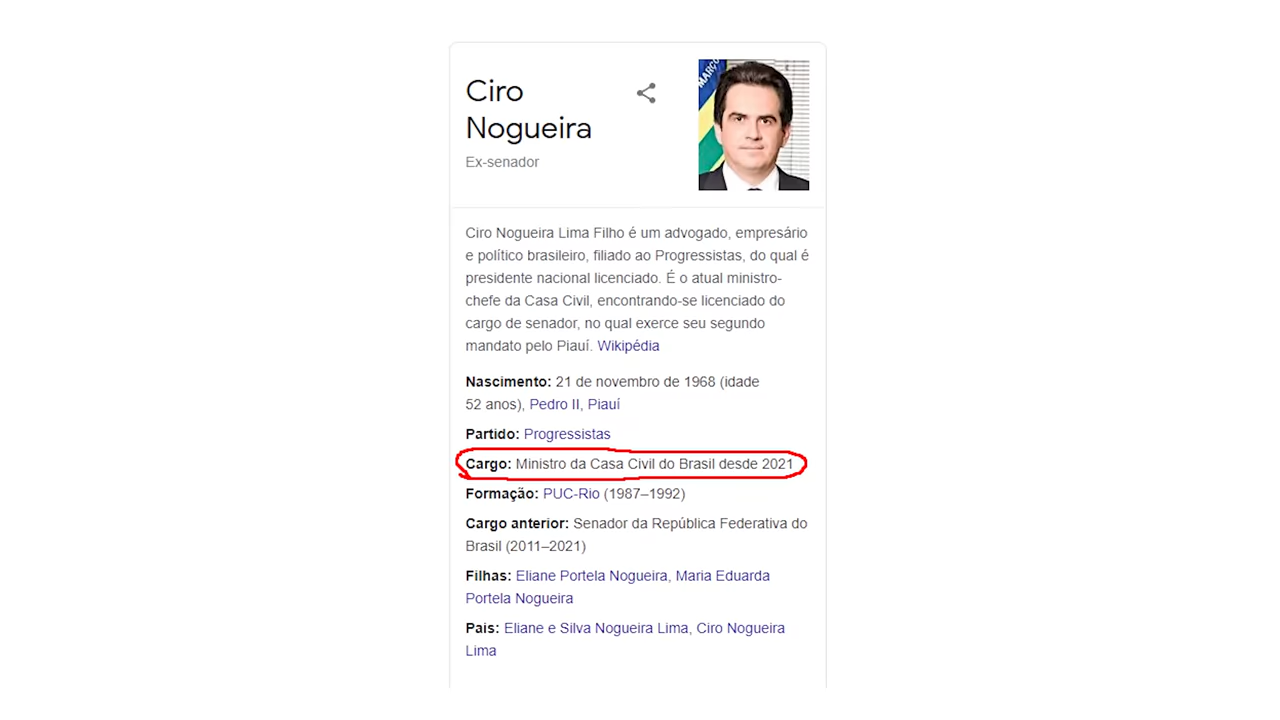 Ciro
Nogueira
Ex-senador
MARÇO
Ciro Nogueira Lima Filho é um advogado, empresário
e político brasileiro, filiado ao Progressistas, do qual é
presidente nacional licenciado. É o atual ministro-
chefe da Casa Civil, encontrando-se licenciado do
cargo de senador, no qual exerce seu segundo
mandato pelo Piauí. Wikipédia
Nascimento: 21 de novembro de 1968 (idade
52 anos), Pedro II, Piauí
Partido: Progressistas
Cargo: Ministro da Casa Civil do Brasil desde 2021
Formação: PUC-Rio (1987–1992)
Cargo anterior: Senador da República Federativa do
Brasil (2011–2021)
Filhas: Eliane Portela Nogueira, Maria Eduarda
Portela Nogueira
Pais: Eliane e Silva Nogueira Lima, Ciro Nogueira
Lima